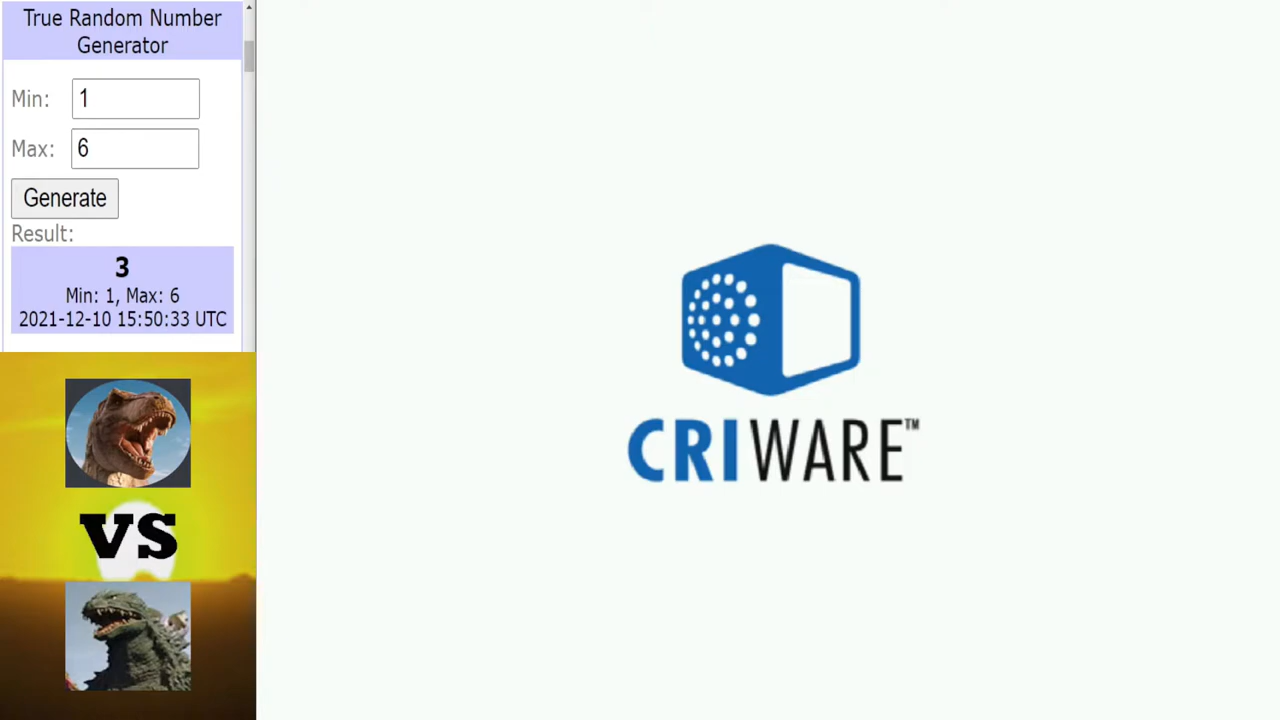 True Random Number
Generator
Min: 1
Max: 6
Generate
Result:
3
Min: 1, Max: 6
2021-12-10 15:50:33 UTC
vs
CRIWARE™